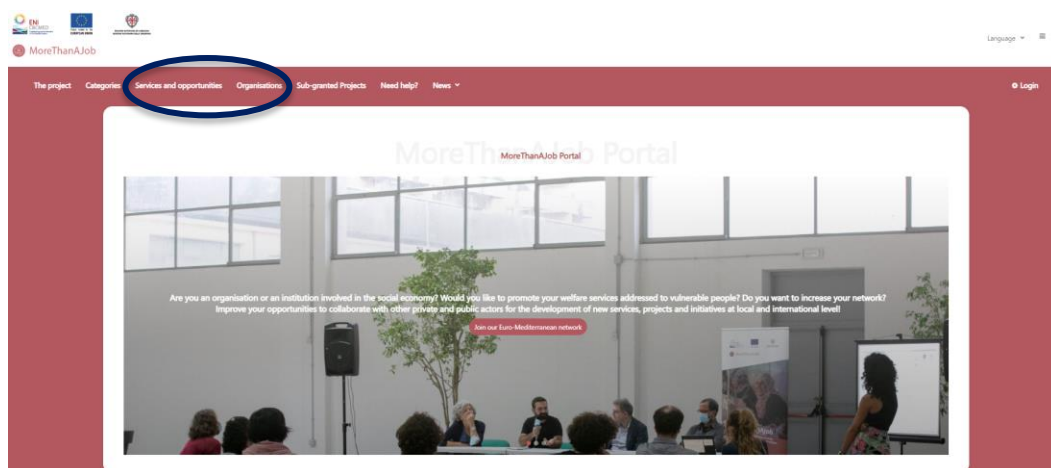 ENI
MoreThanAJob
Language
The project Categories Services and opportunities Organisations Sub-granted Projects Need help? News
Login
MoreThanAJob Portal
MoreThanAJob Portal
Are you an organisation or an institution involved in the social economy? Would you like to promote your welfare services addressed to vulnerable people? Do you want to increase your network?
Improve your opportunities to collaborate with other private and public actors for the development of new services, projects and initiatives at local and international level!
Join our Euro-Mediterranean network